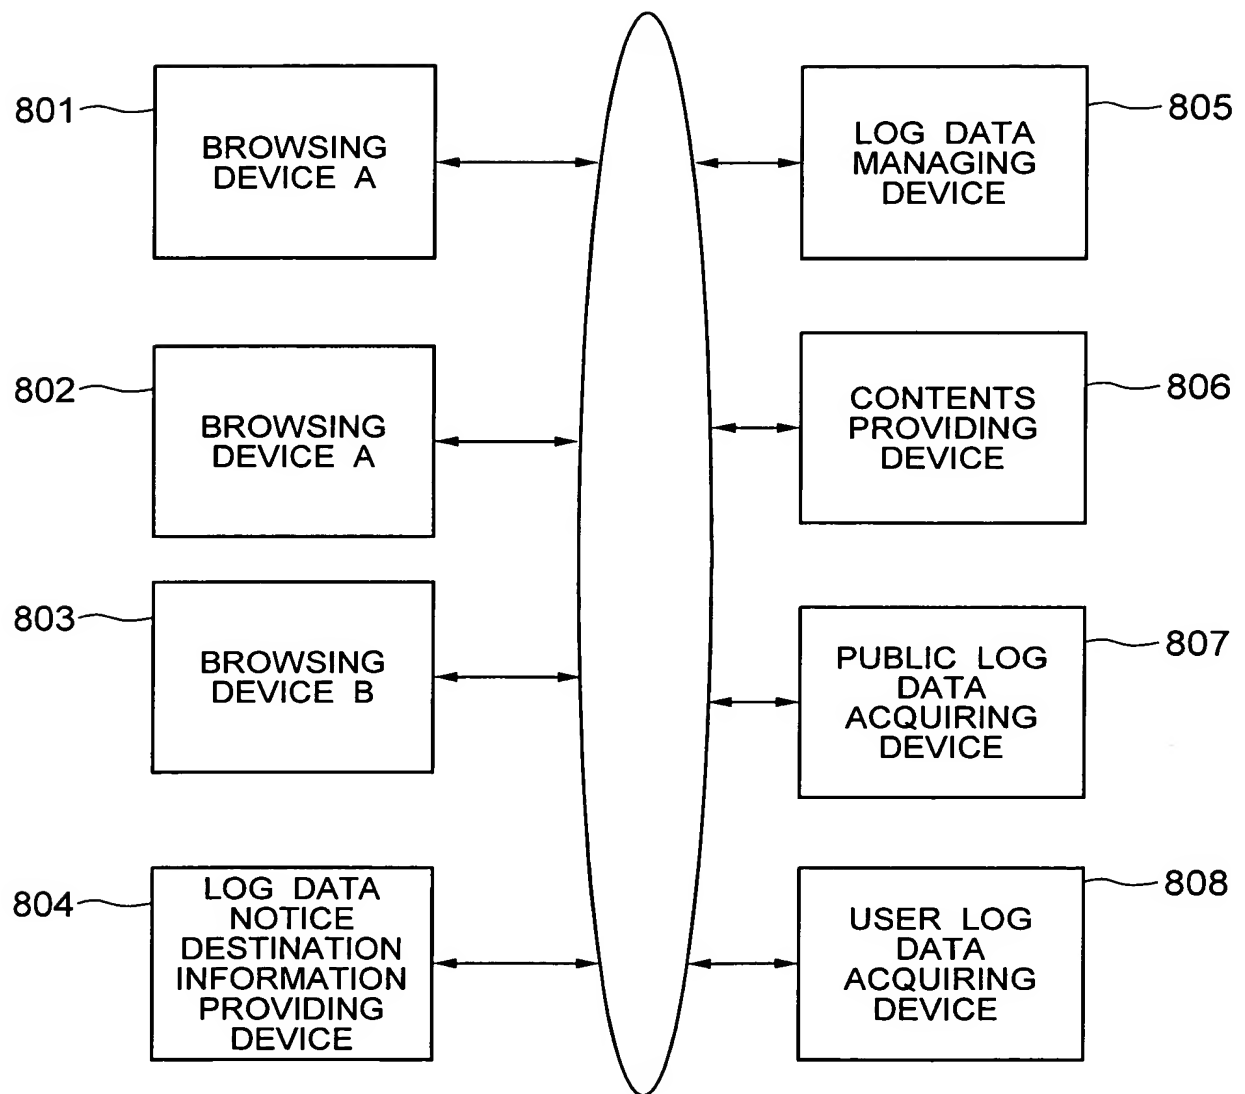 801
BROWSING
DEVICE A
802
BROWSING
DEVICE A
803
BROWSING
DEVICE B
804
LOG DATA
NOTICE
DESTINATION
INFORMATION
PROVIDING
DEVICE
805
LOG DATA
MANAGING
DEVICE
806
CONTENTS
PROVIDING
DEVICE
807
PUBLIC LOG
DATA
ACQUIRING
DEVICE
808
USER LOG
DATA
ACQUIRING
DEVICE